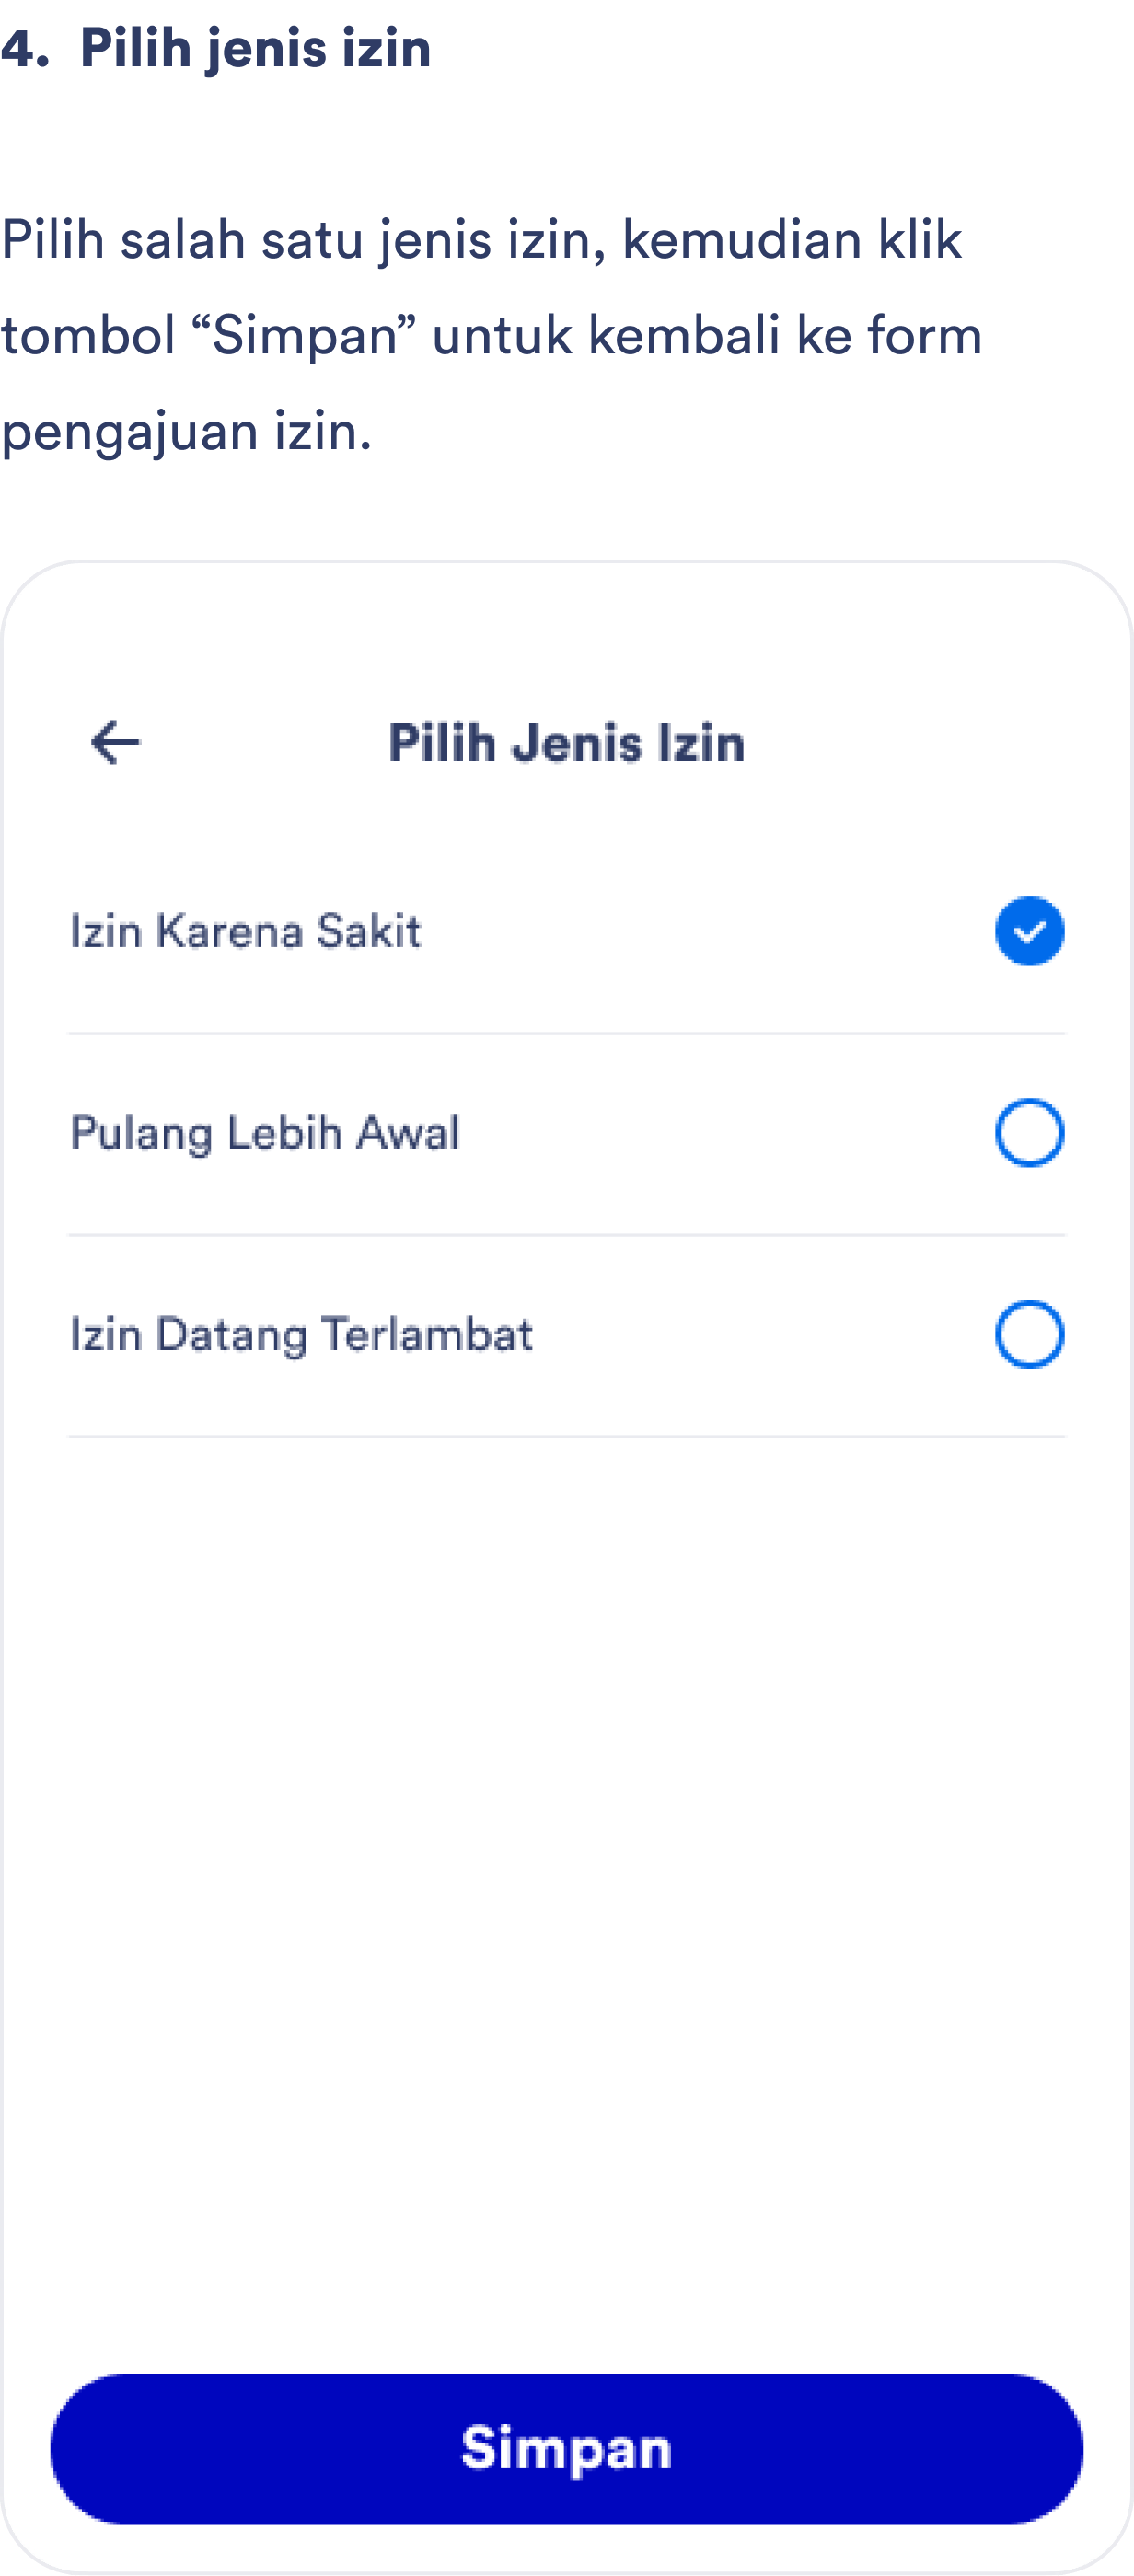 4. Pilih jenis izin
Pilih salah satu jenis izin, kemudian klik
tombol “Simpan” untuk kembali ke form
pengajuan izin.
Pilih Jenis Izin
Izin Karena Sakit
Pulang Lebih Awal
Izin Datang Terlambat
Simpan